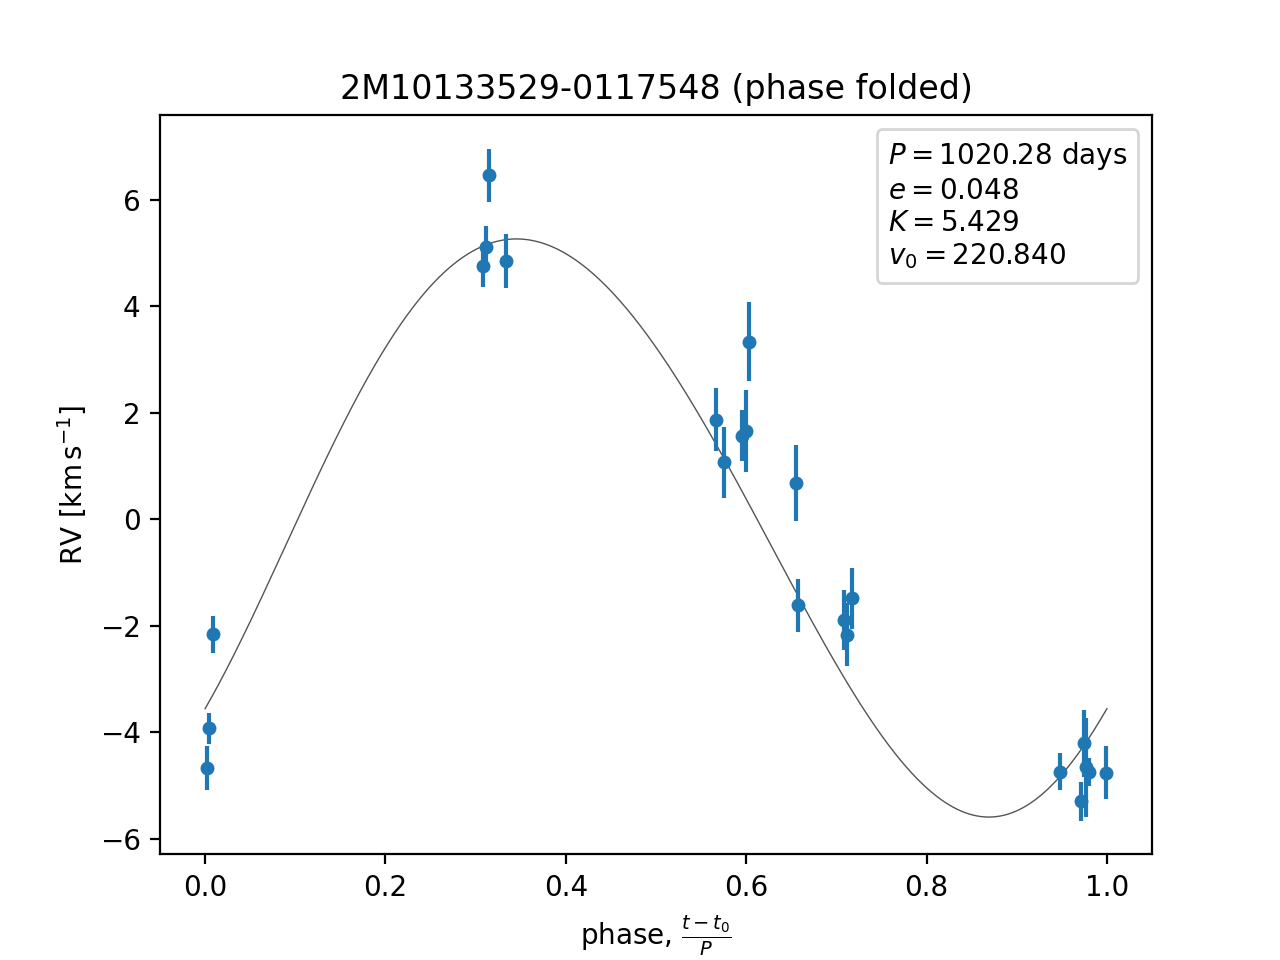 2M10133529-0117548 (phase folded)
P = 1020.28 days
e = 0.048
K = 5.429
v₀ = 220.840
RV [km s⁻¹]
6
4
2
0
−2
−4
−6
0.0 0.2 0.4 0.6 0.8 1.0
phase, (t − t₀)/P